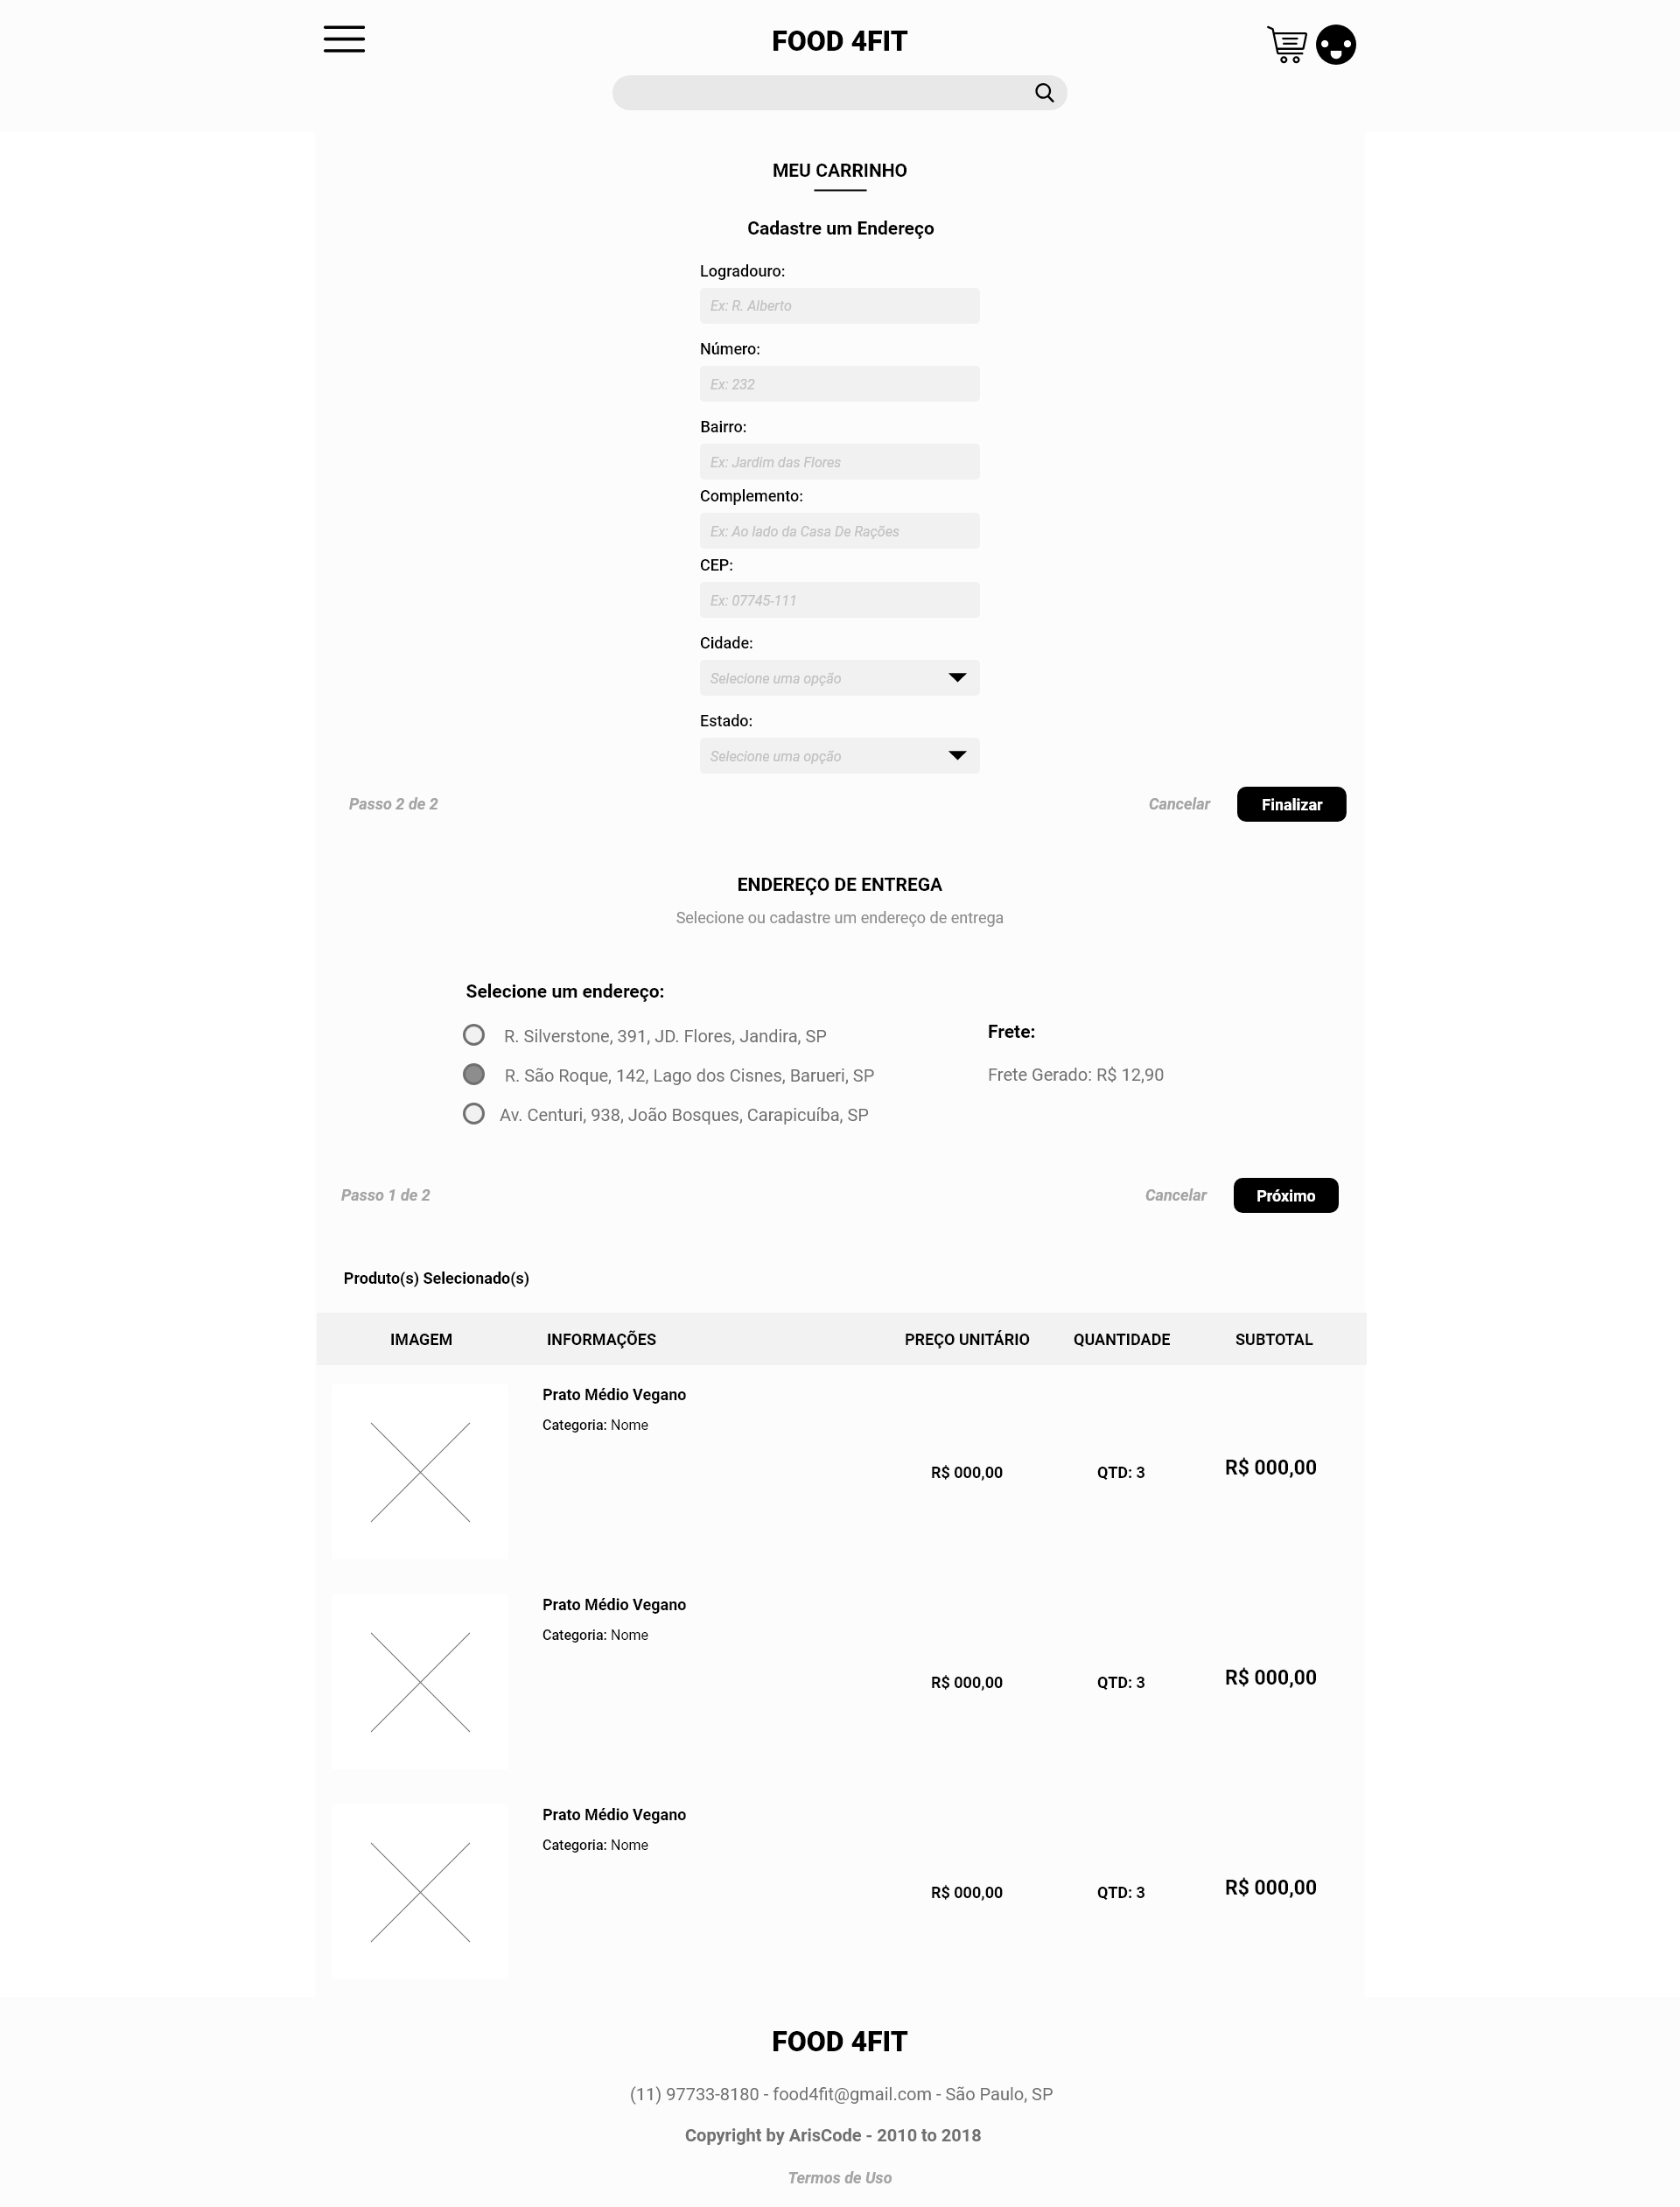 FOOD 4FIT
MEU CARRINHO
Cadastre um Endereço
Logradouro:
Ex: R. Alberto
Número:
Ex: 232
Bairro:
Ex: Jardim das Flores
Complemento:
Ex: Ao lado da Casa De Rações
CEP:
Ex: 07745-111
Cidade:
Selecione uma opção
Estado:
Selecione uma opção
Passo 2 de 2 Cancelar Finalizar
ENDEREÇO DE ENTREGA
Selecione ou cadastre um endereço de entrega
Selecione um endereço:
R. Silverstone, 391, JD. Flores, Jandira, SP
R. São Roque, 142, Lago dos Cisnes, Barueri, SP
Av. Centuri, 938, João Bosques, Carapicuíba, SP
Frete:
Frete Gerado: R$ 12,90
Passo 1 de 2 Cancelar Próximo
Produto(s) Selecionado(s)
IMAGEM INFORMAÇÕES PREÇO UNITÁRIO QUANTIDADE SUBTOTAL
Prato Médio Vegano
Categoria: Nome
R$ 000,00 QTD: 3 R$ 000,00
Prato Médio Vegano
Categoria: Nome
R$ 000,00 QTD: 3 R$ 000,00
Prato Médio Vegano
Categoria: Nome
R$ 000,00 QTD: 3 R$ 000,00
FOOD 4FIT
(11) 97733-8180 - food4fit@gmail.com - São Paulo, SP
Copyright by ArisCode - 2010 to 2018
Termos de Uso